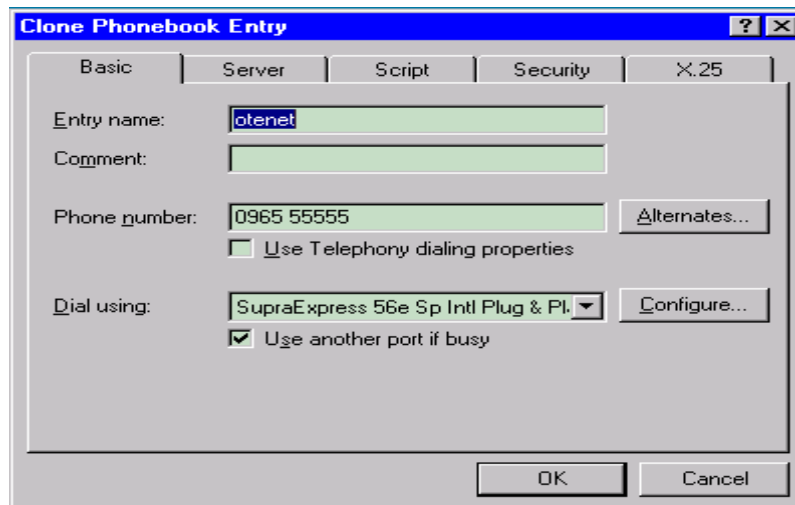 Clone Phonebook Entry
Basic Server Script Security X.25
Entry name: otenet
Comment:
Phone number: 0965 55555 Alternates...
Use Telephony dialing properties
Dial using: SupraExpress 56e Sp Intl Plug & Pl. Configure...
Use another port if busy
OK Cancel